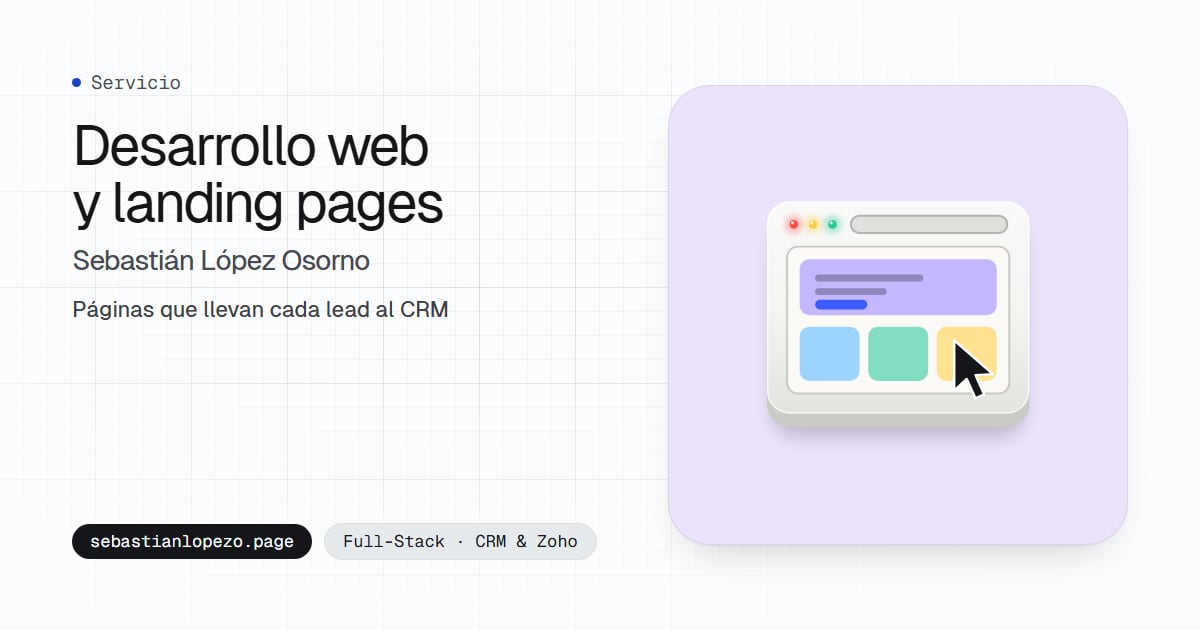 Servicio
Desarrollo web
y landing pages
Sebastián López Osorno
Páginas que llevan cada lead al CRM
sebastianlopezo.page
Full-Stack · CRM & Zoho